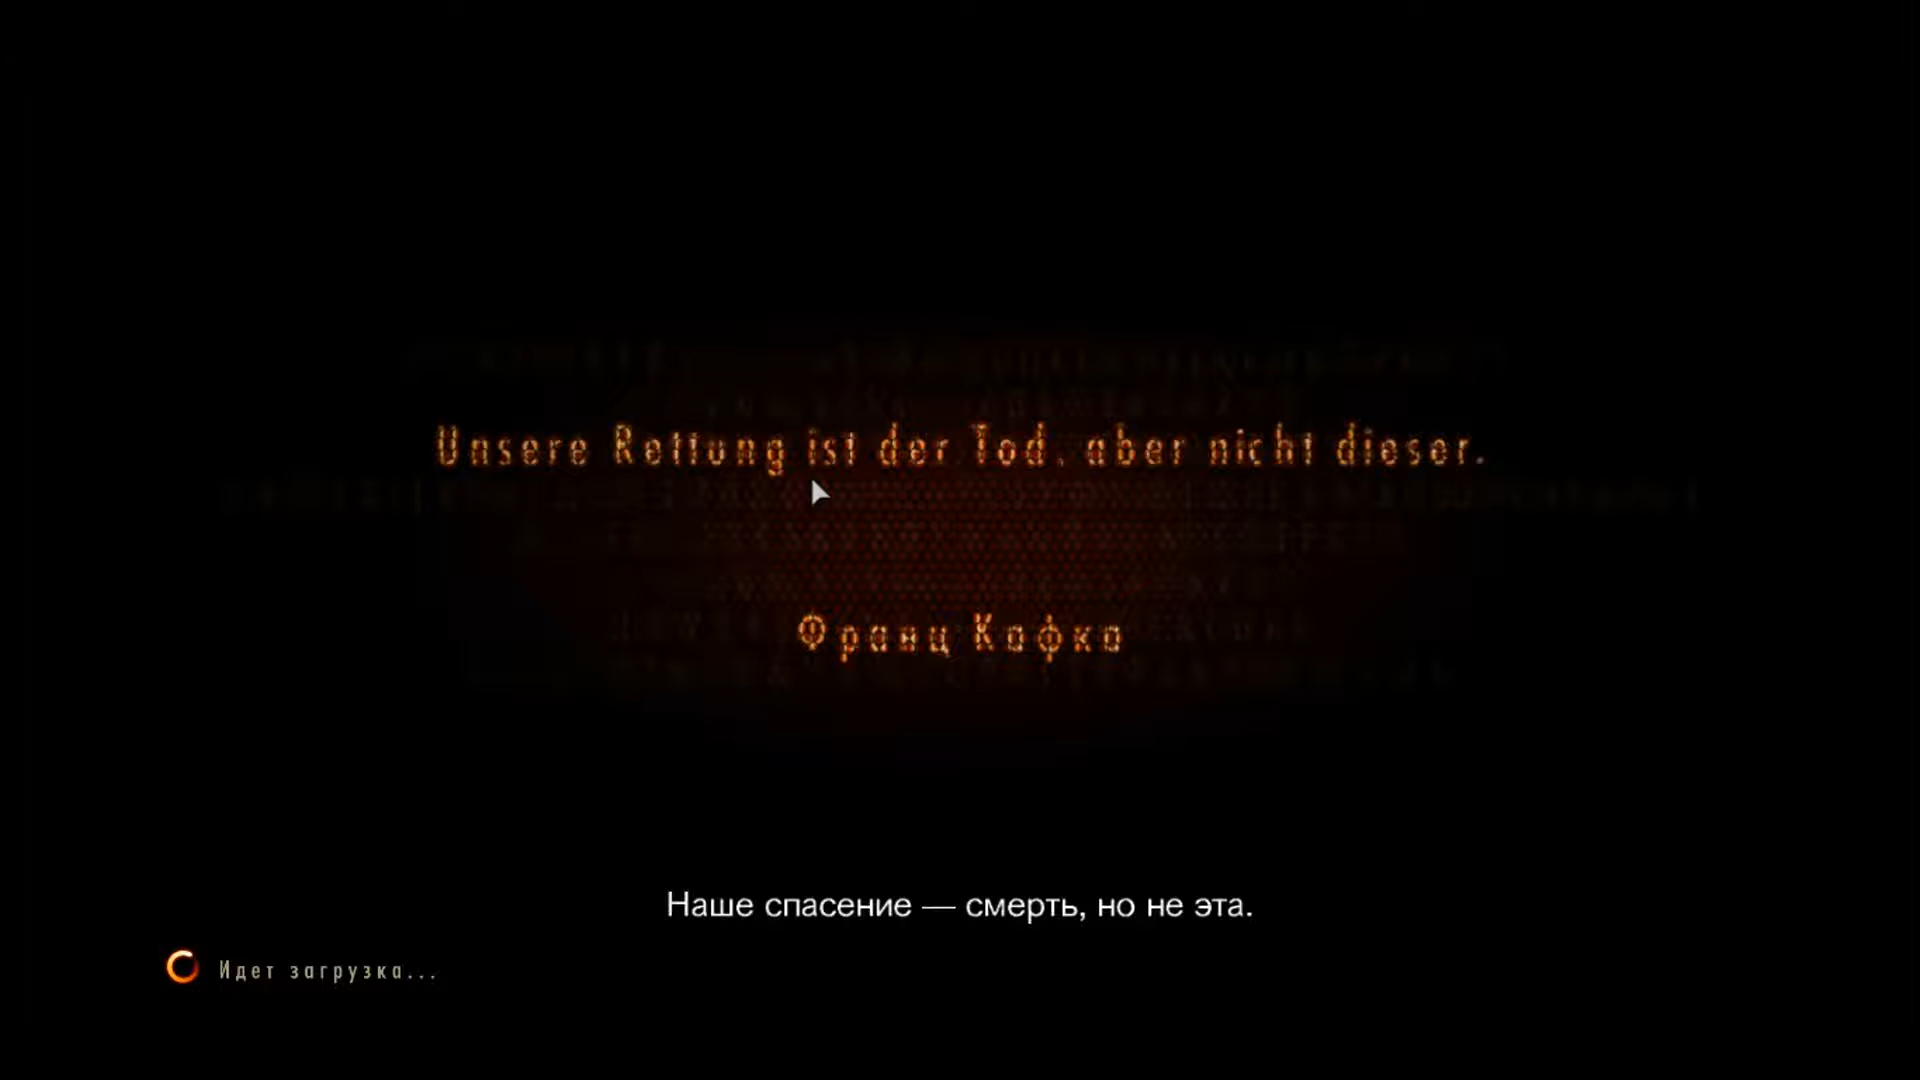 Unsere Rettung ist der Tod, aber nicht dieser.
Франц Кафка
Наше спасение — смерть, но не эта.
Идет загрузка...